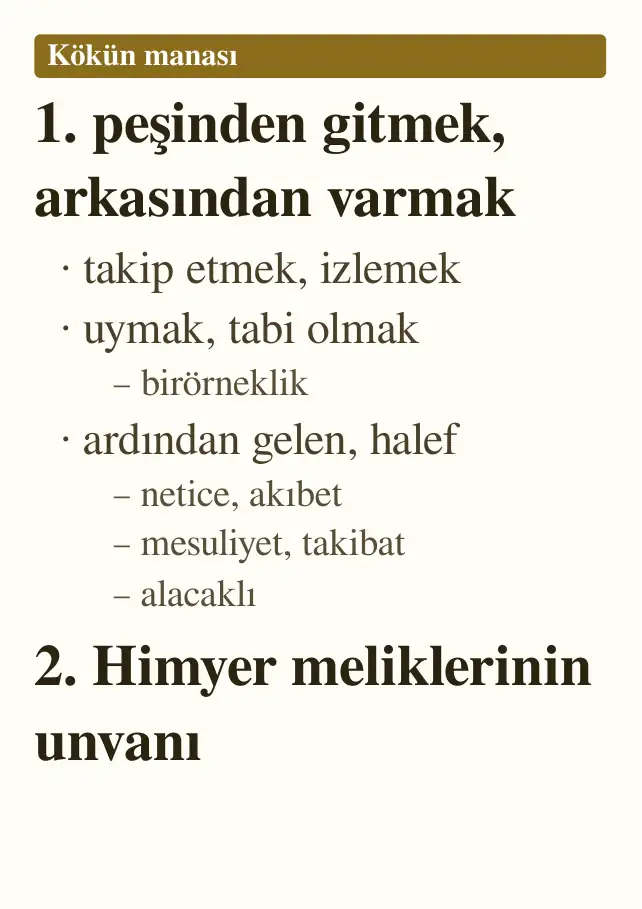 Kökün manası
1. peşinden gitmek,
arkasından varmak
· takip etmek, izlemek
· uymak, tabi olmak
– birörneklik
· ardından gelen, halef
– netice, akıbet
– mesuliyet, takibat
– alacaklı
2. Himyer meliklerinin
unvanı